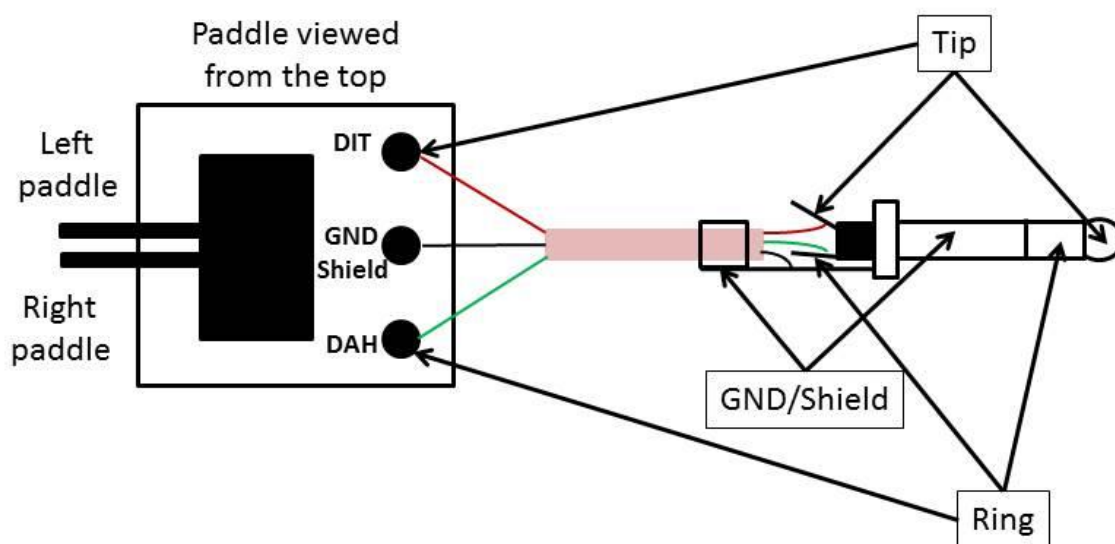 Paddle viewed
from the top
Tip
Left
paddle
DIT
GND
Shield
Right
paddle
DAH
GND/Shield
Ring